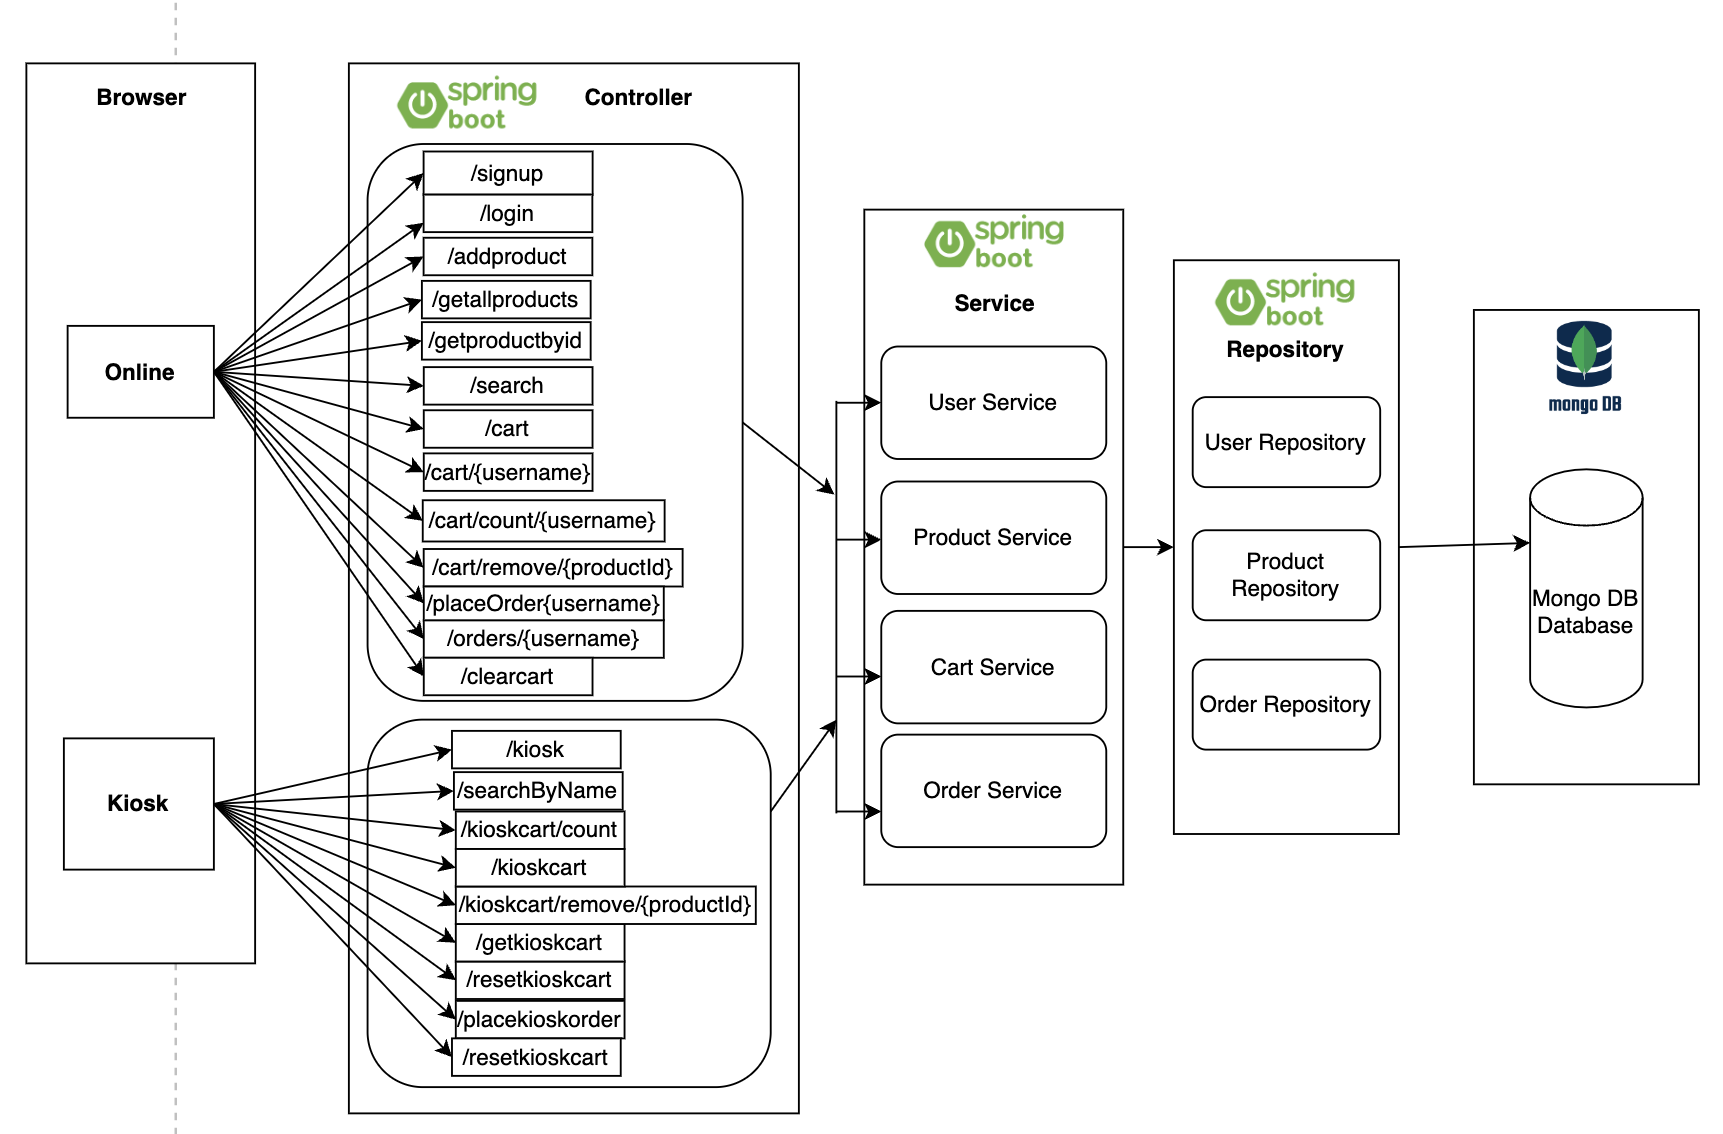 Browser
Online
Kiosk
spring
boot
Controller
/signup
/login
/addproduct
/getallproducts
/getproductbyid
/search
/cart
/cart/{username}
/cart/count/{username}
/cart/remove/{productId}
/placeOrder{username}
/orders/{username}
/clearcart
/kiosk
/searchByName
/kioskcart/count
/kioskcart
/kioskcart/remove/{productId}
/getkioskcart
/resetkioskcart
/placekioskorder
/resetkioskcart
spring
boot
Service
User Service
Product Service
Cart Service
Order Service
spring
boot
Repository
User Repository
Product
Repository
Order Repository
mongo DB
Mongo DB
Database